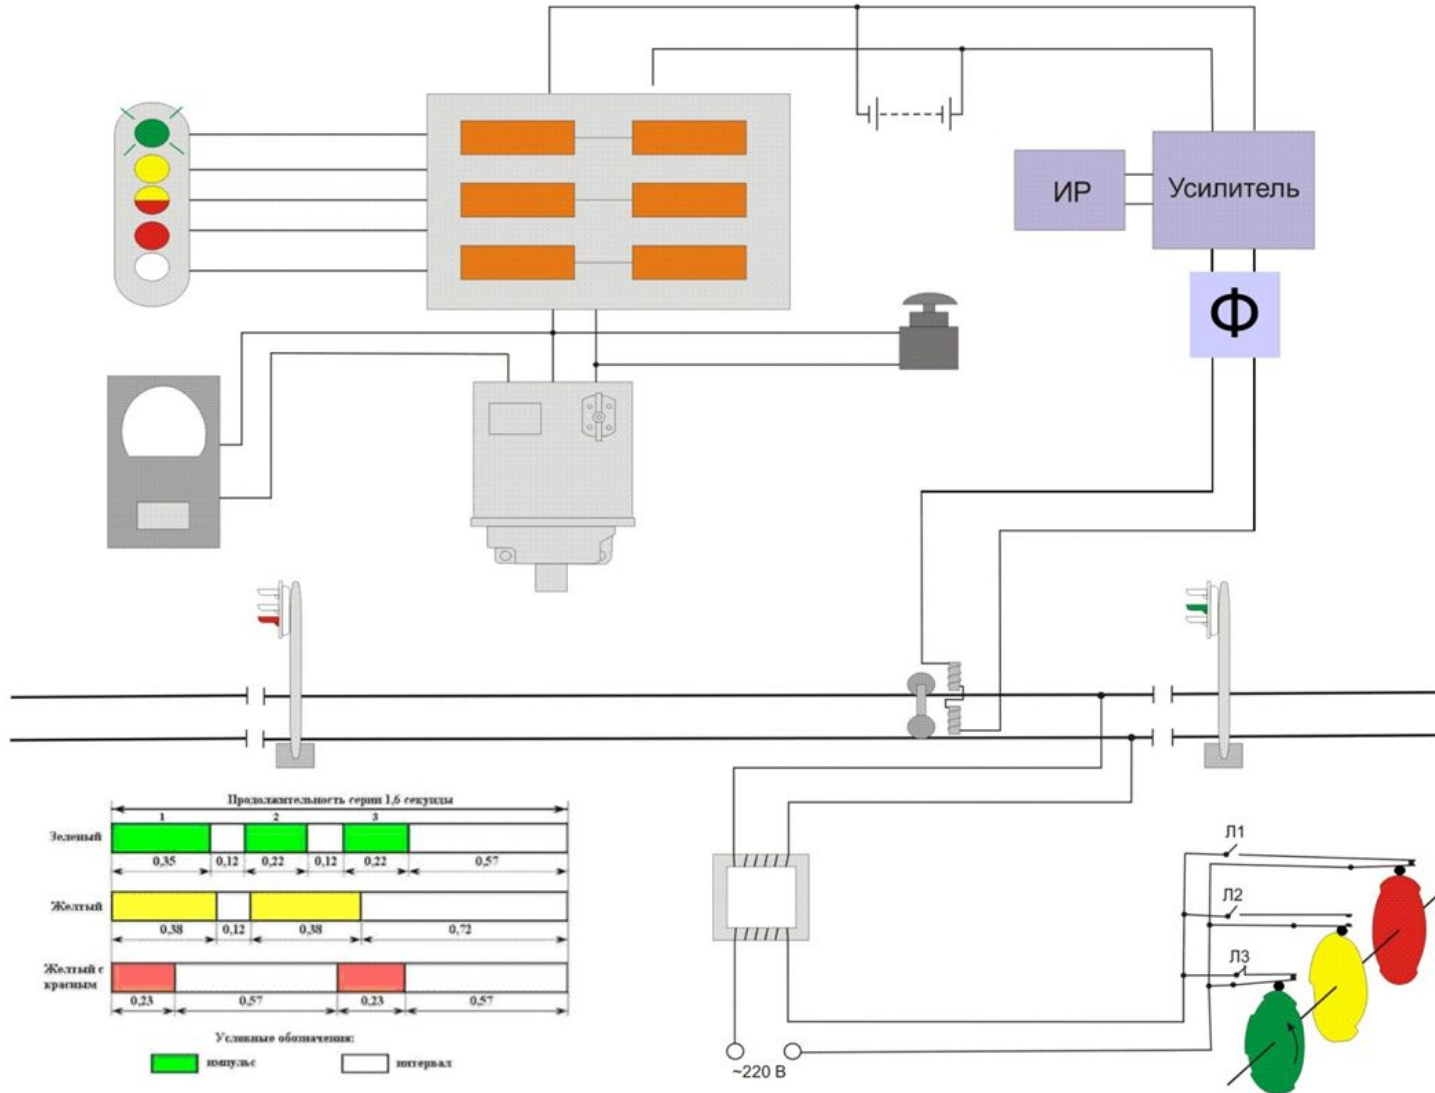 ИР
Усилитель
Ф
Продолжительность серии 1,6 секунды
1 2 3
Зеленый
0,35 0,12 0,22 0,12 0,22 0,57
Желтый
0,38 0,12 0,38 0,72
Желтый с
красным
0,23 0,57 0,23 0,57
Условные обозначения:
импульс интервал
Л1
Л2
Л3
~220 В